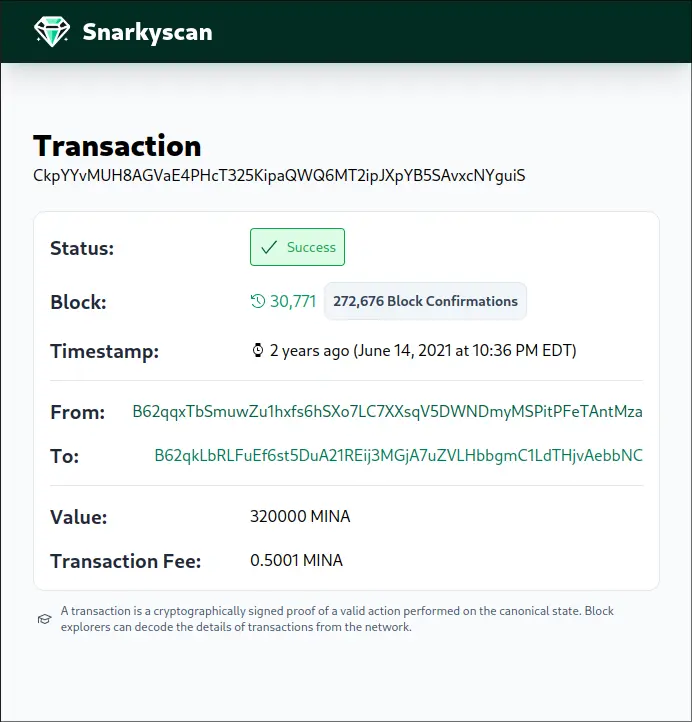 Snarkyscan
Transaction
CkpYYvMUH8AGVaE4PHcT325KipaQWQ6MT2ipJXpYB5SAvxcNYguiS
Status: Success
Block: 30,771 272,676 Block Confirmations
Timestamp: 2 years ago (June 14, 2021 at 10:36 PM EDT)
From: B62qqxTbSmuwZu1hxfs6hSXo7LC7XXsqV5DWNDmyMSPitPFeTAntMza
To: B62qkLbRLFuEf6st5DuA21REij3MGjA7uZVLHbbgmC1LdTHjvAebbNC
Value: 320000 MINA
Transaction Fee: 0.5001 MINA
A transaction is a cryptographically signed proof of a valid action performed on the canonical state. Block
explorers can decode the details of transactions from the network.